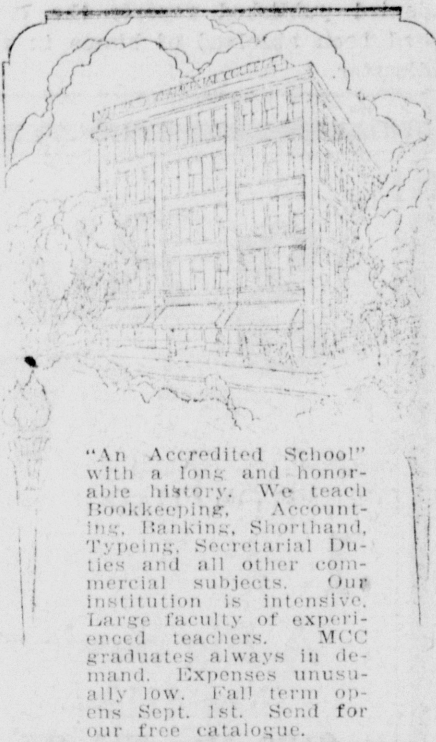 "An Accredited School"
with a long and honor-
able history. We teach
Bookkeeping, Account-
ing, Banking, Shorthand,
Typeing, Secretarial Du-
ties and all other com-
mercial subjects. Our
institution is intensive.
Large faculty of experi-
enced teachers. MCC
graduates always in de-
mand. Expenses unusu-
ally low. Fall term op-
ens Sept. 1st. Send for
our free catalogue.